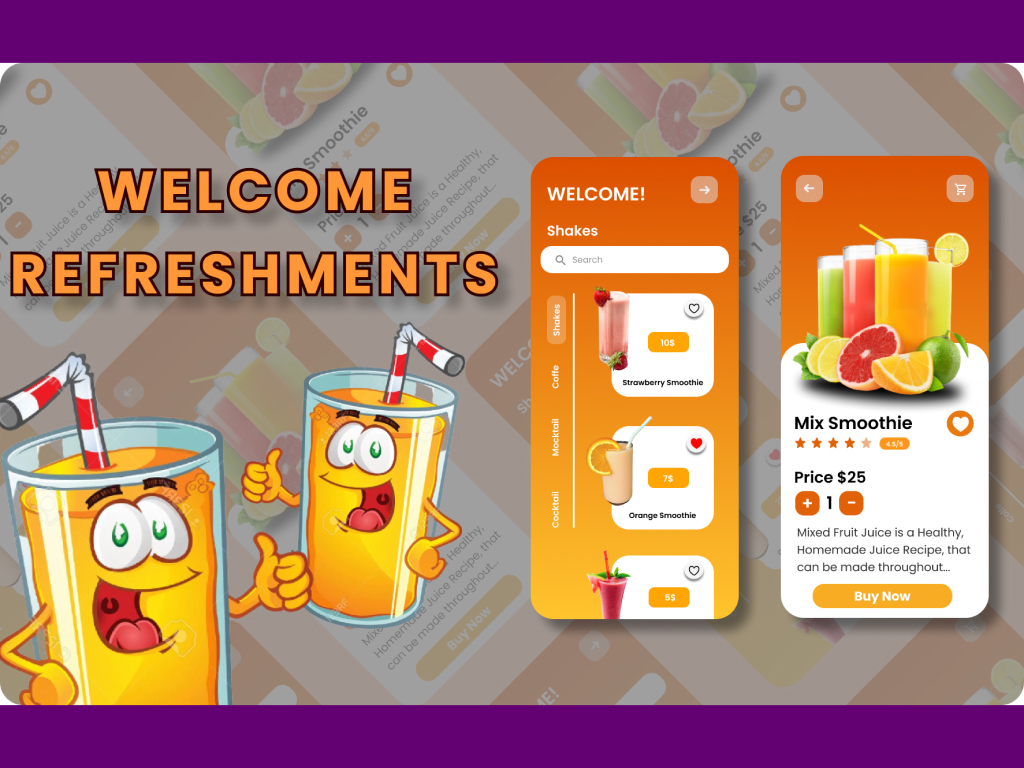 WELCOME
REFRESHMENTS
WELCOME!
Shakes
Search
Shakes
Coffe
Mocktail
Cocktail
10$
Strawberry Smoothie
7$
Orange Smoothie
5$
Mix Smoothie
4.5/5
Price $25
+ 1 -
Mixed Fruit Juice is a Healthy,
Homemade Juice Recipe, that
can be made throughout...
Buy Now